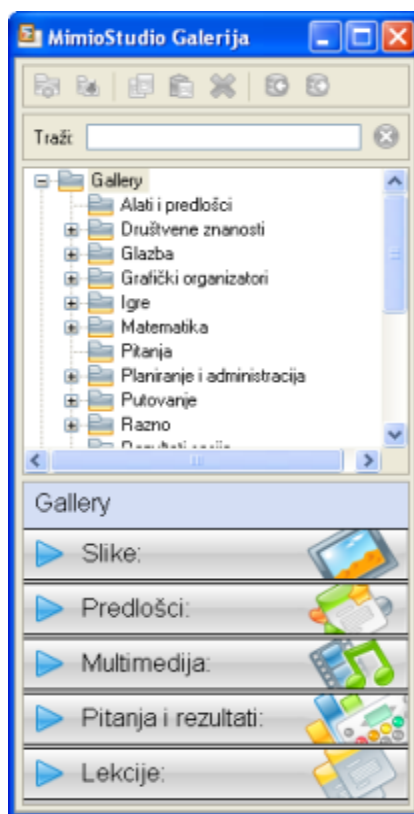 MimioStudio Galerija
Traži:
Gallery
Alati i predlošci
Društvene znanosti
Glazba
Grafički organizatori
Igre
Matematika
Pitanja
Planiranje i administracija
Putovanje
Razno
Gallery
Slike:
Predlošci:
Multimedija:
Pitanja i rezultati:
Lekcije: